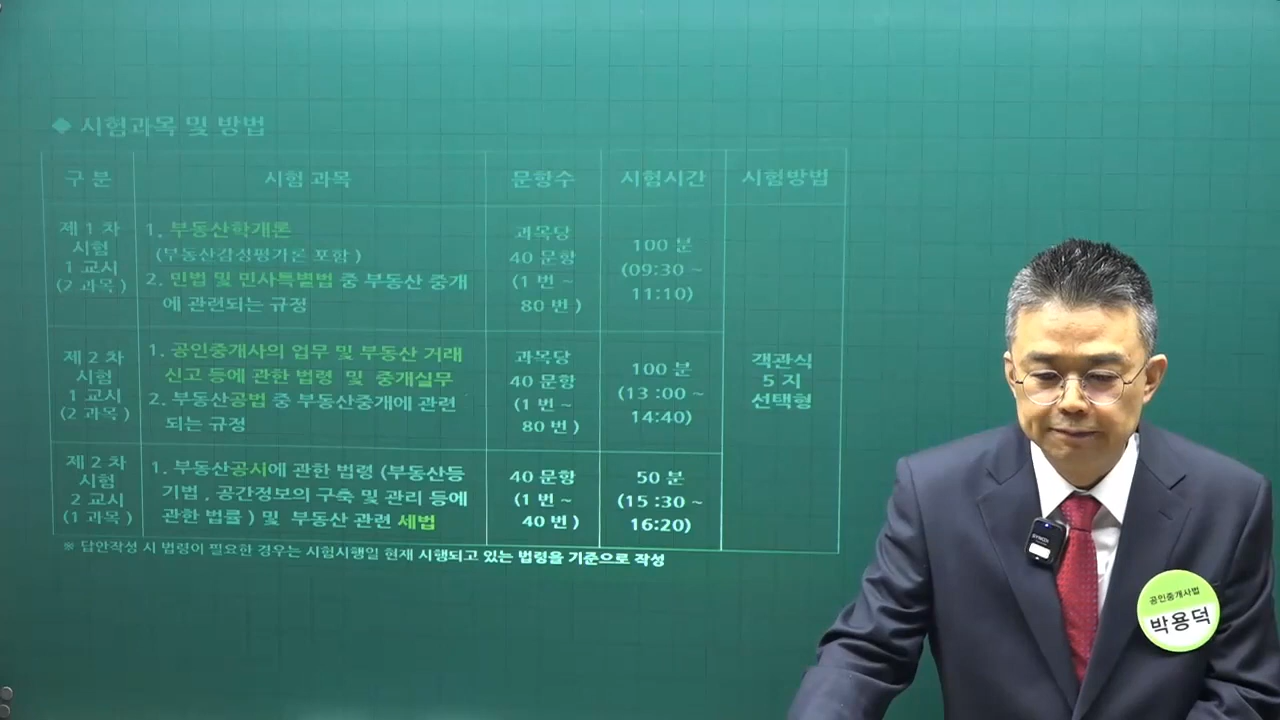 ◆ 시험과목 및 방법
구 분
시험 과목
문항수
시험시간
시험방법
제 1 차
시험
1 교시
(2 과목)
1. 부동산학개론
(부동산감정평가론 포함)
2. 민법 및 민사특별법 중 부동산 중개
에 관련되는 규정
과목당
40 문항
(1 번 ~
80 번)
100 분
(09:30 ~
11:10)
제 2 차
시험
1 교시
(2 과목)
1. 공인중개사의 업무 및 부동산 거래
신고 등에 관한 법령 및 중개실무
2. 부동산공법 중 부동산중개에 관련
되는 규정
과목당
40 문항
(1 번 ~
80 번)
100 분
(13 :00 ~
14:40)
객관식
5 지
선택형
제 2 차
시험
2 교시
(1 과목)
1. 부동산공시에 관한 법령 (부동산등
기법 , 공간정보의 구축 및 관리 등에
관한 법률 ) 및 부동산 관련 세법
40 문항
(1 번 ~
40 번)
50 분
(15 :30 ~
16:20)
※ 답안작성 시 법령이 필요한 경우는 시험시행일 현재 시행되고 있는 법령을 기준으로 작성
공인중개사법
박용덕